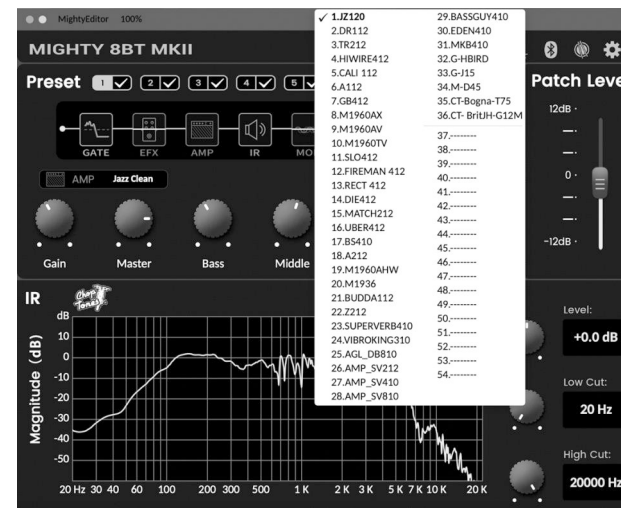 MightyEditor 100%
MIGHTY 8BT MKII
Preset 1 2 3 4 5
GATE EFX AMP IR MO
AMP Jazz Clean
Gain Master Bass Middle
✓ 1.JZ120
2.DR112
3.TR212
4.HIWIRE412
5.CALI 112
6.A112
7.GB412
8.M1960AX
9.M1960AV
10.M1960TV
11.SLO412
12.FIREMAN 412
13.RECT 412
14.DIE412
15.MATCH212
16.UBER412
17.BS410
18.A212
19.M1960AHW
20.M1936
21.BUDDA112
22.Z212
23.SUPERVERB410
24.VIBROKING310
25.AGL_DB810
26.AMP_SV212
27.AMP_SV410
28.AMP_SV810
29.BASSGUY410
30.EDEN410
31.MKB410
32.G-HBIRD
33.G-J15
34.M-D45
35.CT-Bogna-T75
36.CT- BritJH-G12M
37.--------
38.--------
39.--------
40.--------
41.--------
42.--------
43.--------
44.--------
45.--------
46.--------
47.--------
48.--------
49.--------
50.--------
51.--------
52.--------
53.--------
54.--------
Patch Leve
12dB
0
-12dB
IR Chop Tones
dB
10
0
-10
-20
-30
-40
-50
Magnitude (dB)
20 Hz 30 40 60 100 200 300 500 1 K 2 K 3 K 5 K 7 K 10 K 20 K
Level:
+0.0 dB
Low Cut:
20 Hz
High Cut:
20000 Hz